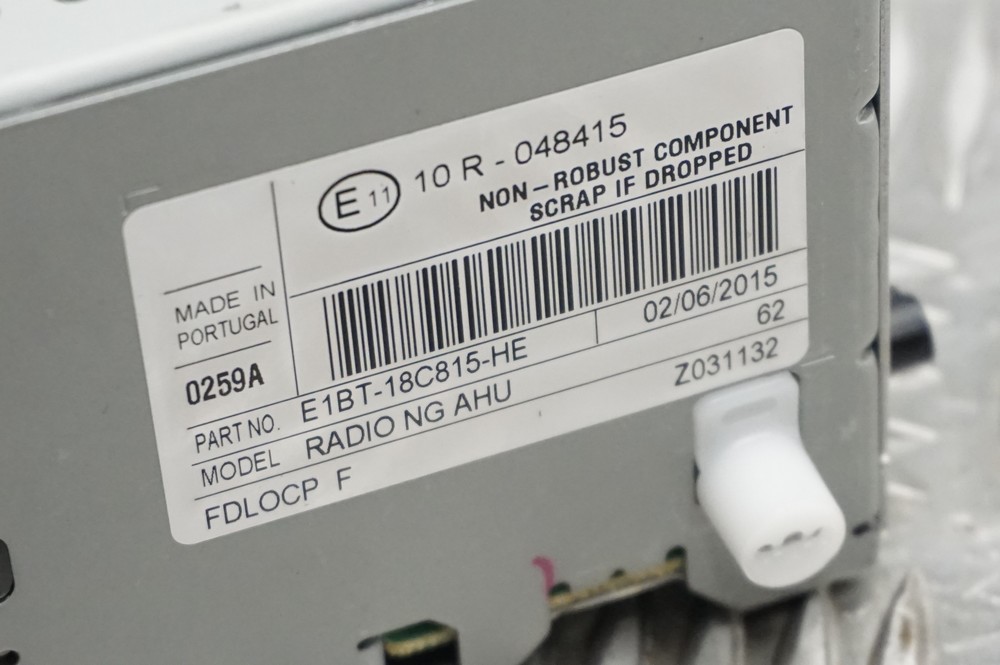 E 11 10 R - 048415
NON-ROBUST COMPONENT
SCRAP IF DROPPED
MADE IN
PORTUGAL
0259A
PART NO. E1BT-18C815-HE 02/06/2015
MODEL RADIO NG AHU 62
FDLOCP F Z031132